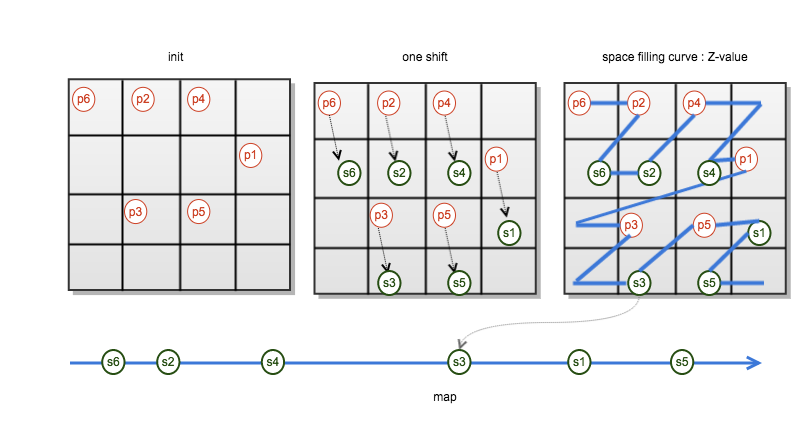 init
one shift
space filling curve : Z-value
p6 p2 p4
p1
p3 p5
p6 p2 p4
p1
s6 s2 s4
p3 p5
s1
s3 s5
p6 p2 p4
p1
s6 s2 s4
p3 p5
s1
s3 s5
s6 s2 s4 s3 s1 s5
map